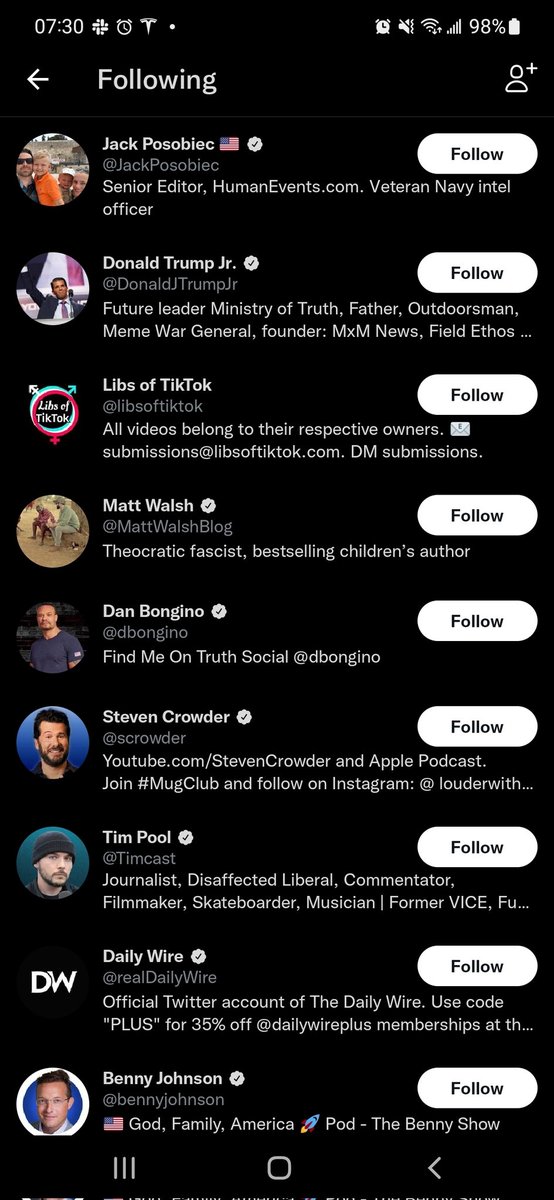 07:30 98%
Following
Jack Posobiec 🇺🇸
@JackPosobiec
Follow
Senior Editor, HumanEvents.com. Veteran Navy intel
officer
Donald Trump Jr.
@DonaldJTrumpJr
Follow
Future leader Ministry of Truth, Father, Outdoorsman,
Meme War General, founder: MxM News, Field Ethos ...
Libs of TikTok
Libs of
TikTok
@libsoftiktok
Follow
All videos belong to their respective owners. 📧
submissions@libsoftiktok.com. DM submissions.
Matt Walsh
@MattWalshBlog
Follow
Theocratic fascist, bestselling children's author
Dan Bongino
@dbongino
Follow
Find Me On Truth Social @dbongino
Steven Crowder
@scrowder
Follow
Youtube.com/StevenCrowder and Apple Podcast.
Join #MugClub and follow on Instagram: @ louderwith...
Tim Pool
@Timcast
Follow
Journalist, Disaffected Liberal, Commentator,
Filmmaker, Skateboarder, Musician | Former VICE, Fu...
DW
Daily Wire
@realDailyWire
Follow
Official Twitter account of The Daily Wire. Use code
"PLUS" for 35% off @dailywireplus memberships at th...
Benny Johnson
@bennyjohnson
Follow
🇺🇸 God, Family, America 🚀 Pod - The Benny Show